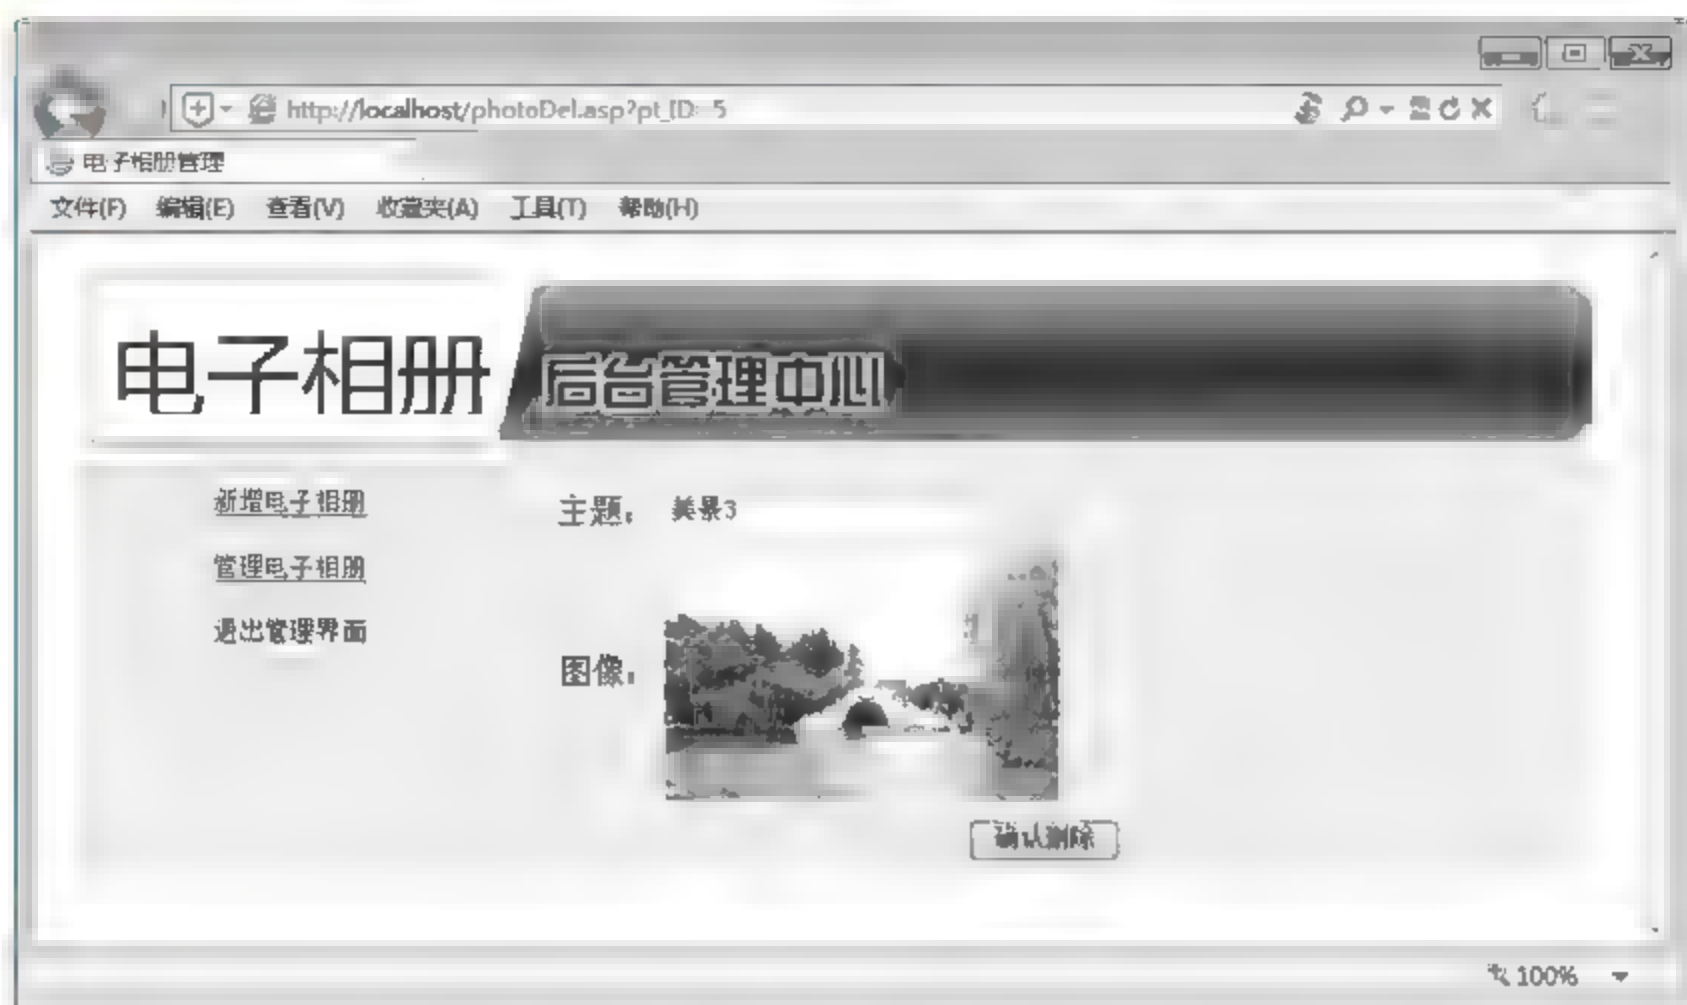 http://localhost/photoDel.asp?pt_ID=5
电子相册管理
文件(F) 编辑(E) 查看(V) 收藏夹(A) 工具(T) 帮助(H)
电子相册 后台管理中心
新增电子相册
管理电子相册
退出管理界面
主题: 美景3
图像:
确认删除
100%